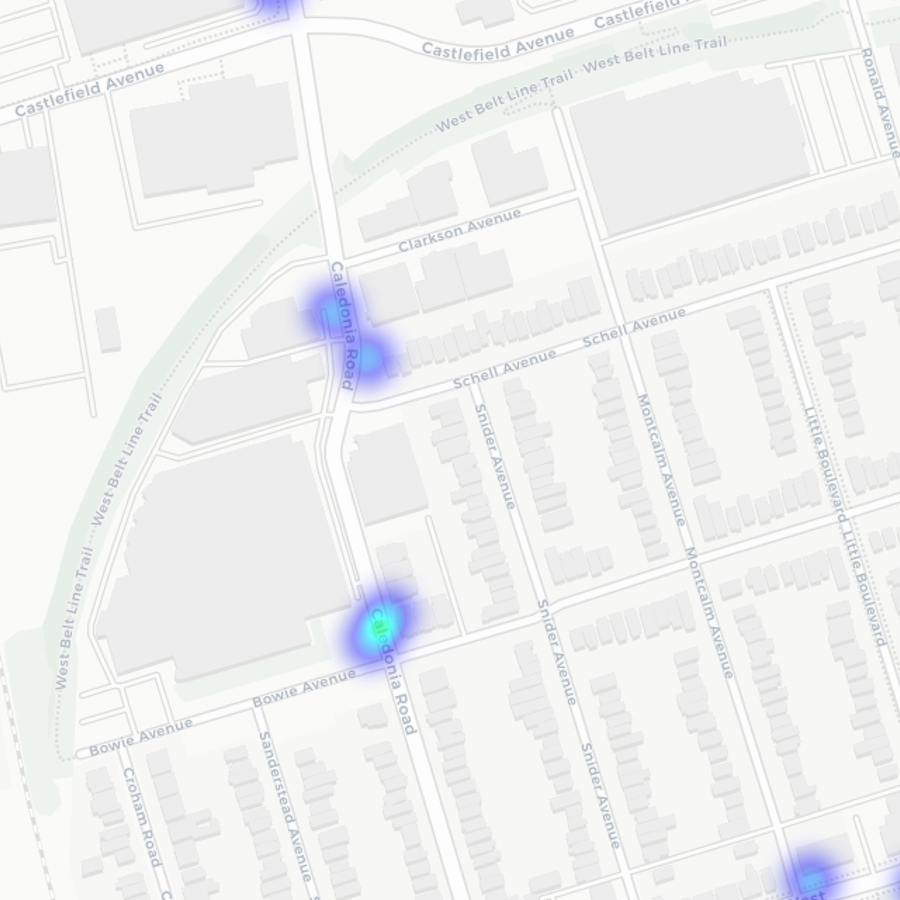 Castlefield Avenue
Castlefield Avenue
Castlefield
West Belt Line Trail
West Belt Line Trail
Ronald Avenue
Clarkson Avenue
Caledonia Road
Schell Avenue
Schell Avenue
West Belt Line Trail
Snider Avenue
Montcalm Avenue
Little Boulevard
Little Boulevard
West Belt Line Trail
Montcalm Avenue
Snider Avenue
Caledonia Road
Bowie Avenue
Bowie Avenue
Croham Road
Sanderstead Avenue
Snider Avenue